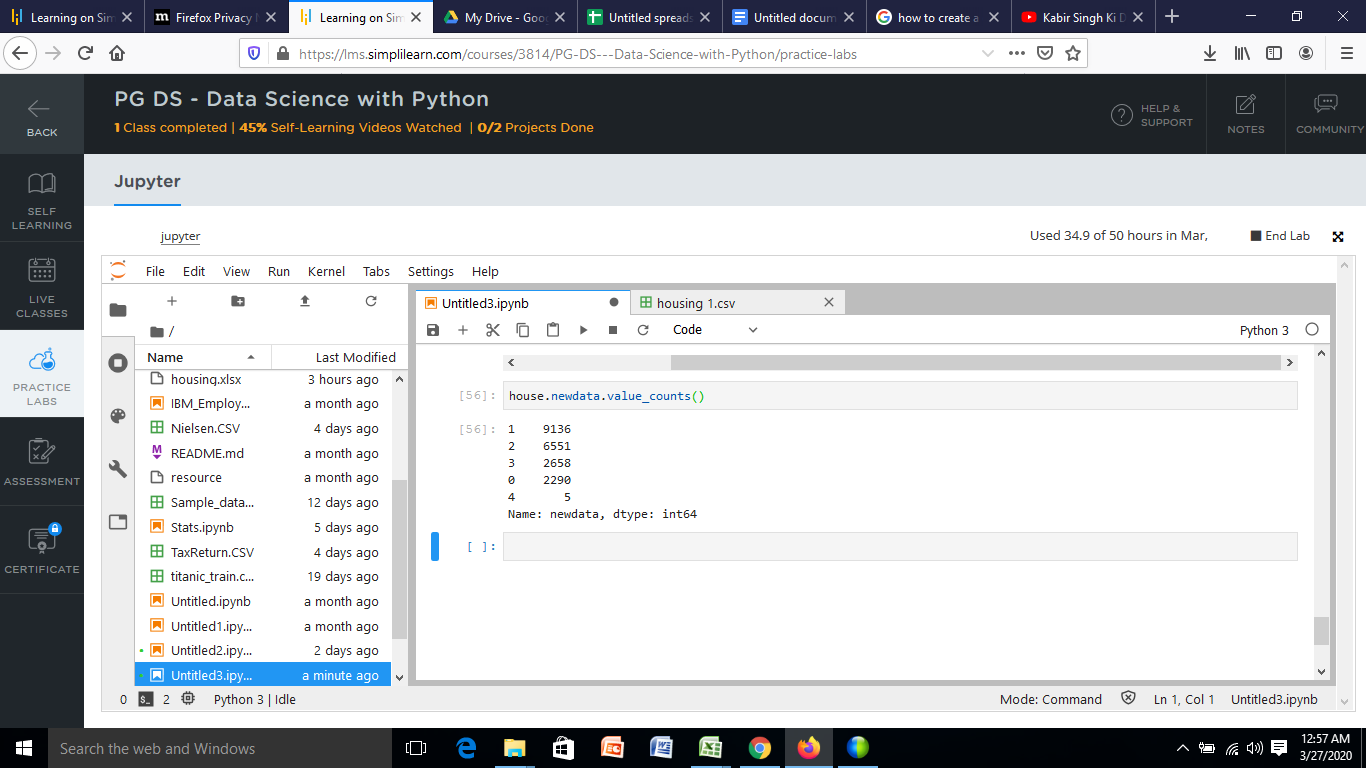 Learning on Sim
Firefox Privacy N
Learning on Sim
My Drive - Goog
Untitled spreads
Untitled docum
how to create a
Kabir Singh Ki D
https://lms.simplilearn.com/courses/3814/PG-DS---Data-Science-with-Python/practice-labs
BACK
PG DS - Data Science with Python
1 Class completed | 45% Self-Learning Videos Watched | 0/2 Projects Done
HELP &
SUPPORT
NOTES
COMMUNITY
SELF
LEARNING
LIVE
CLASSES
PRACTICE
LABS
ASSESSMENT
CERTIFICATE
Jupyter
jupyter
Used 34.9 of 50 hours in Mar,
End Lab
File Edit View Run Kernel Tabs Settings Help
/
Name Last Modified
housing.xlsx 3 hours ago
IBM_Employ... a month ago
Nielsen.CSV 4 days ago
README.md a month ago
resource a month ago
Sample_data... 12 days ago
Stats.ipynb 5 days ago
TaxReturn.CSV 4 days ago
titanic_train.c... 19 days ago
Untitled.ipynb a month ago
Untitled1.ipy... a month ago
Untitled2.ipy... 2 days ago
Untitled3.ipy... a minute ago
Untitled3.ipynb
housing 1.csv
Code
Python 3
[56]: house.newdata.value_counts()
[56]: 1 9136
2 6551
3 2658
0 2290
4 5
Name: newdata, dtype: int64
[ ]:
0 2 Python 3 | Idle
Mode: Command Ln 1, Col 1 Untitled3.ipynb
Search the web and Windows
12:57 AM
3/27/2020